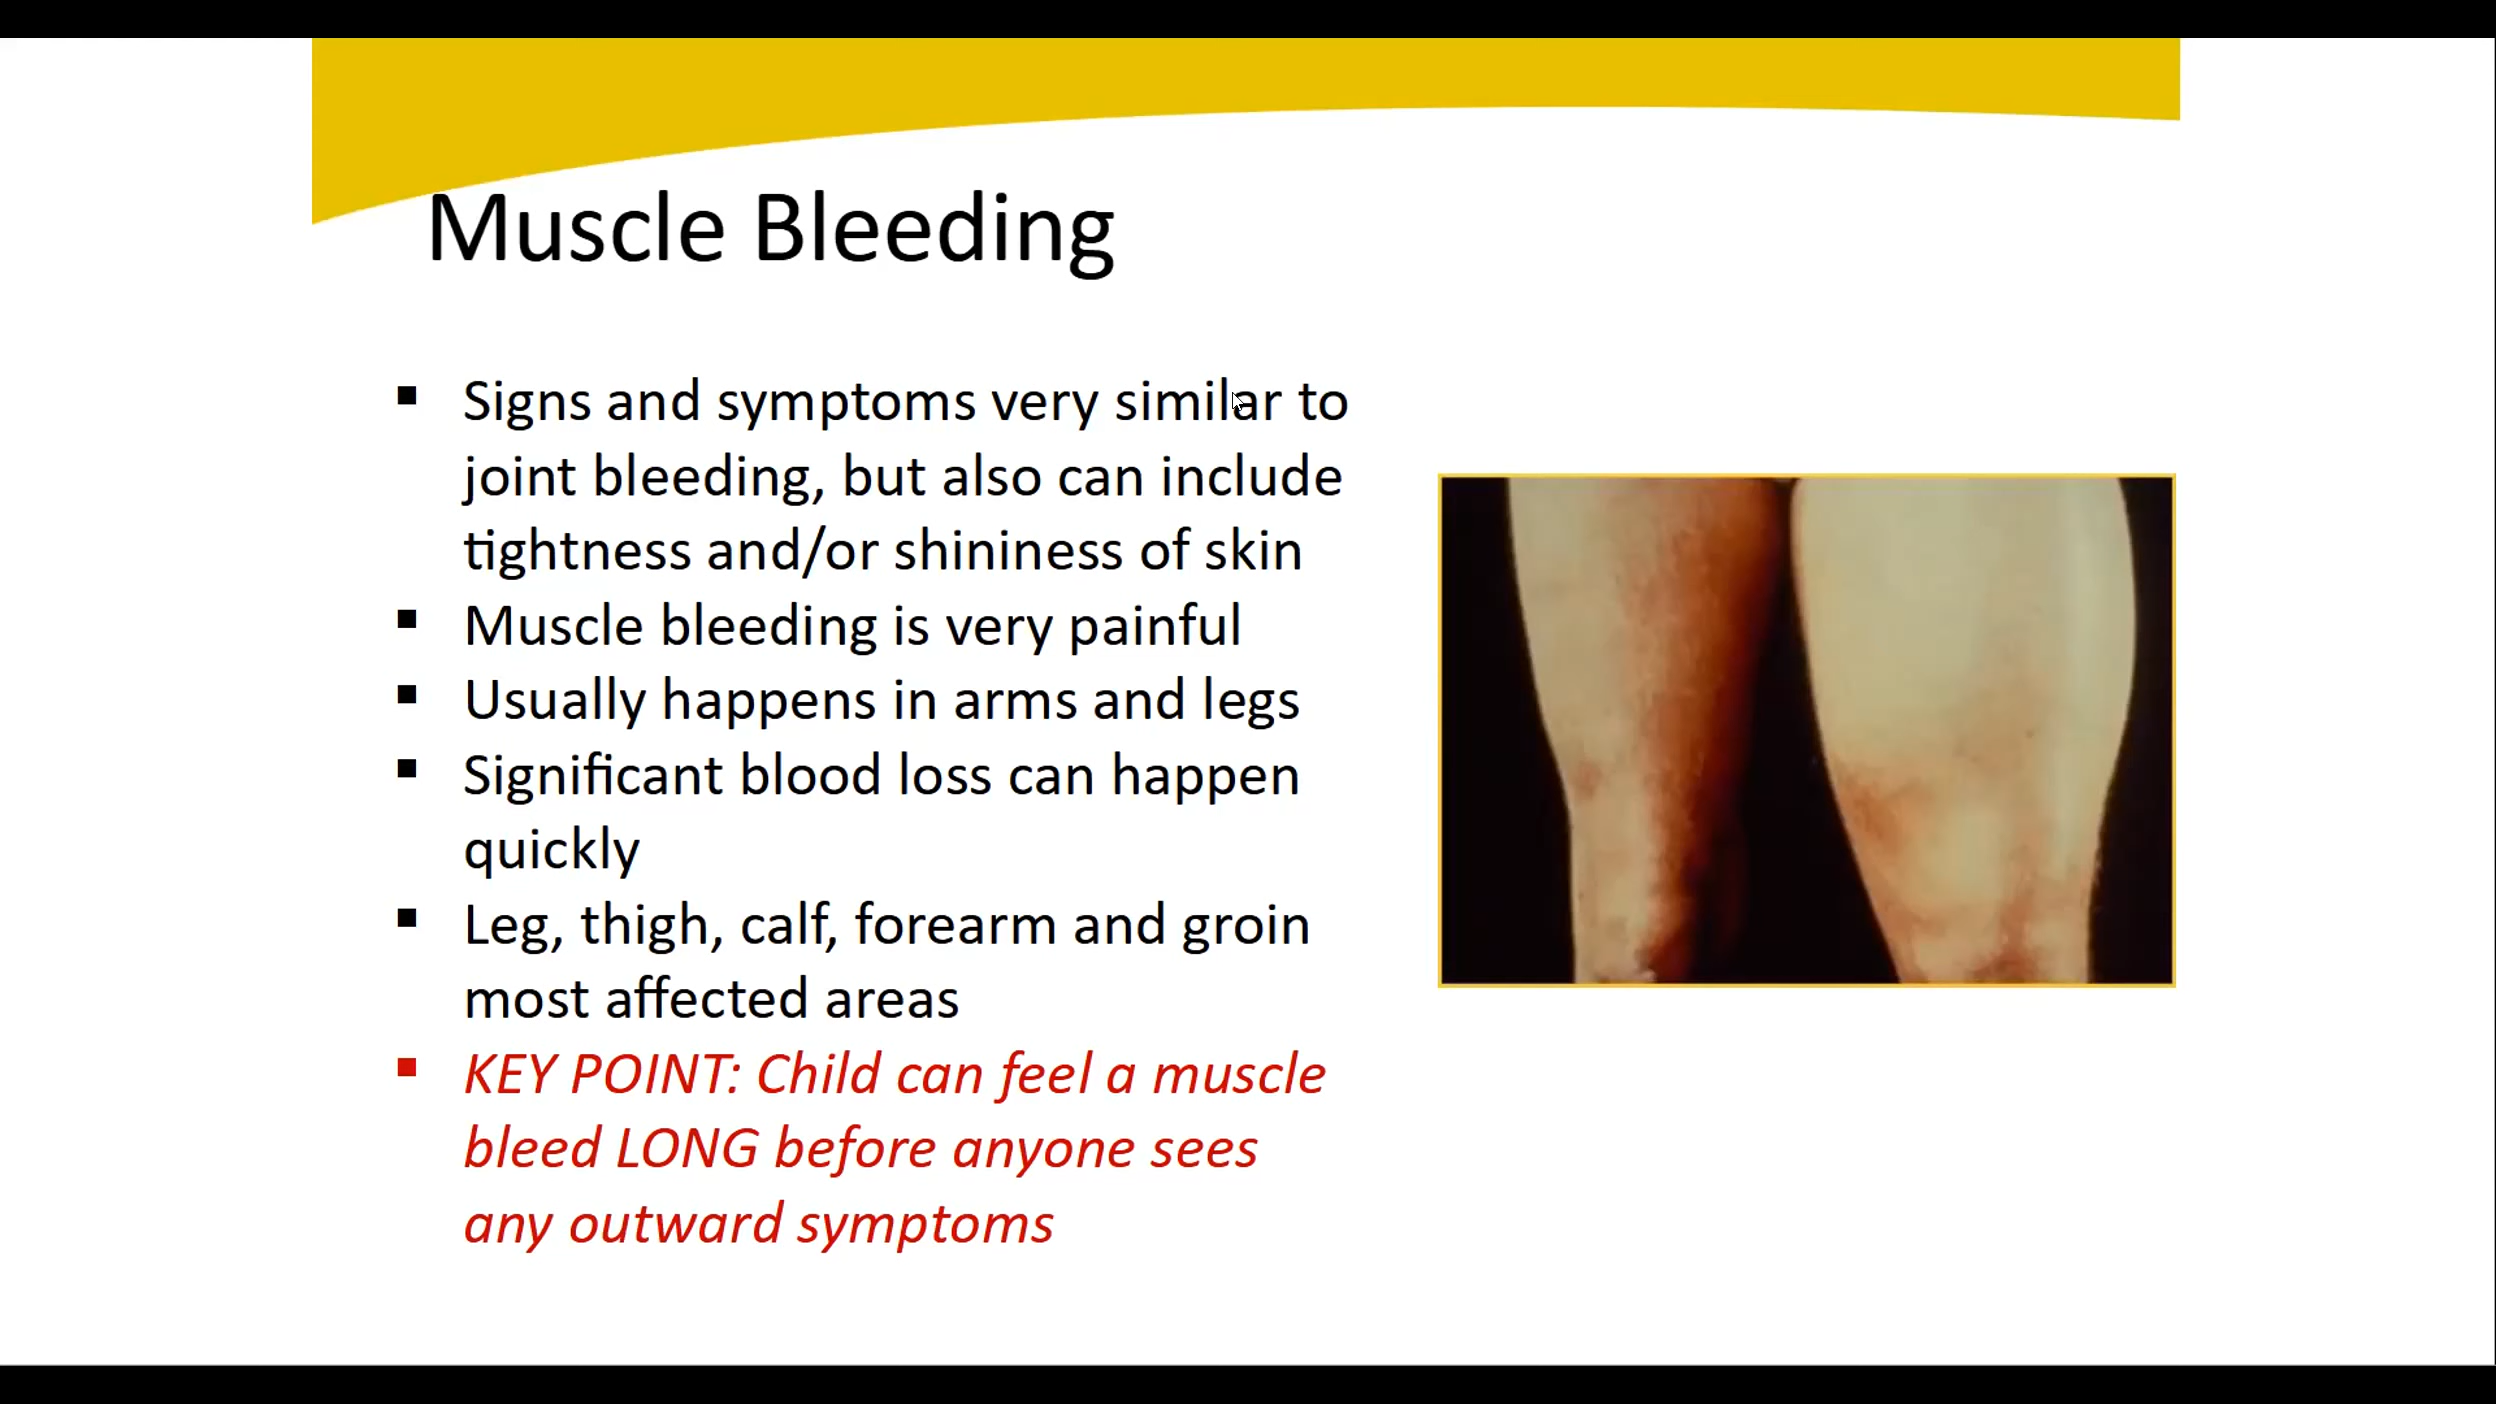 Muscle Bleeding
▪ Signs and symptoms very similar to
joint bleeding, but also can include
tightness and/or shininess of skin
▪ Muscle bleeding is very painful
▪ Usually happens in arms and legs
▪ Significant blood loss can happen
quickly
▪ Leg, thigh, calf, forearm and groin
most affected areas
▪ KEY POINT: Child can feel a muscle
bleed LONG before anyone sees
any outward symptoms